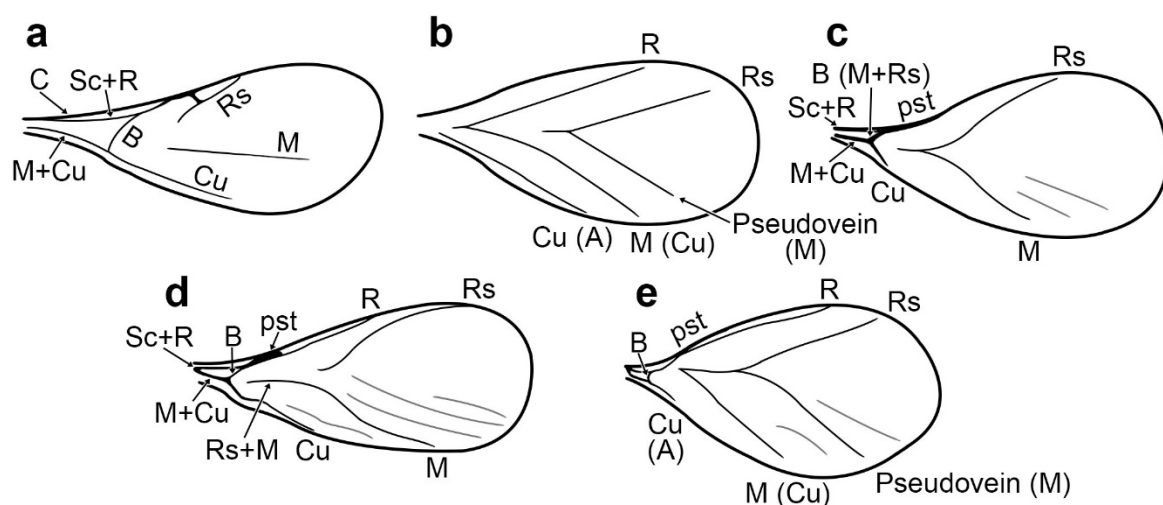 a
C
Sc+R
Rs
B
M
M+Cu
Cu
b
R
Rs
Cu (A)
M (Cu)
Pseudovein
(M)
c
Rs
B (M+Rs)
Sc+R
pst
M+Cu
Cu
M
d
R
Rs
pst
Sc+R
B
M+Cu
Rs+M
Cu
M
e
R
Rs
pst
B
Cu
(A)
M (Cu)
Pseudovein (M)